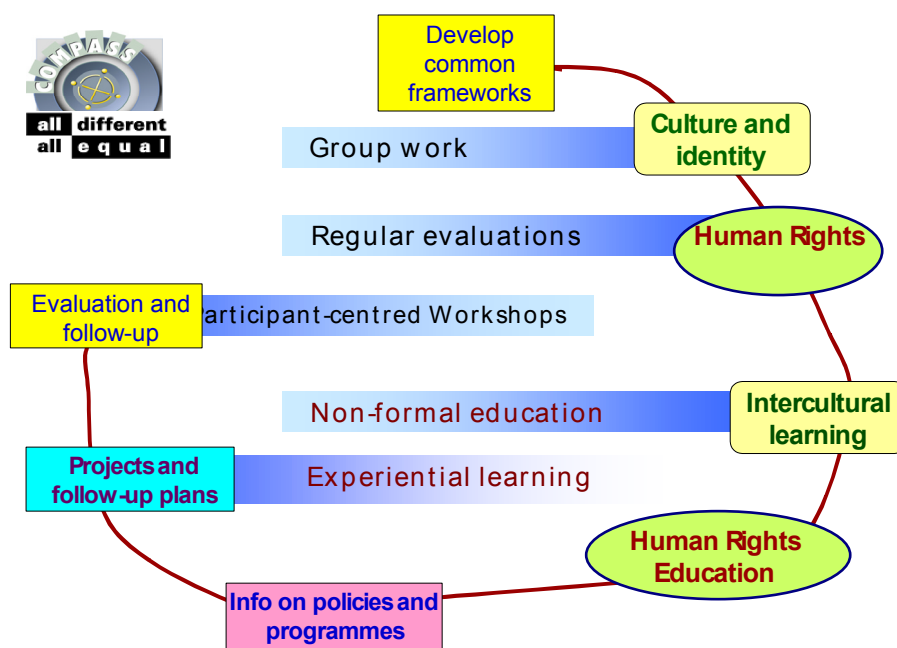 COMPASS
all different
all equal
Develop
common
frameworks
Culture and
identity
Group work
Regular evaluations
Human Rights
Evaluation and
follow-up
Participant-centred Workshops
Non-formal education
Intercultural
learning
Projects and
follow-up plans
Experiential learning
Human Rights
Education
Info on policies and
programmes